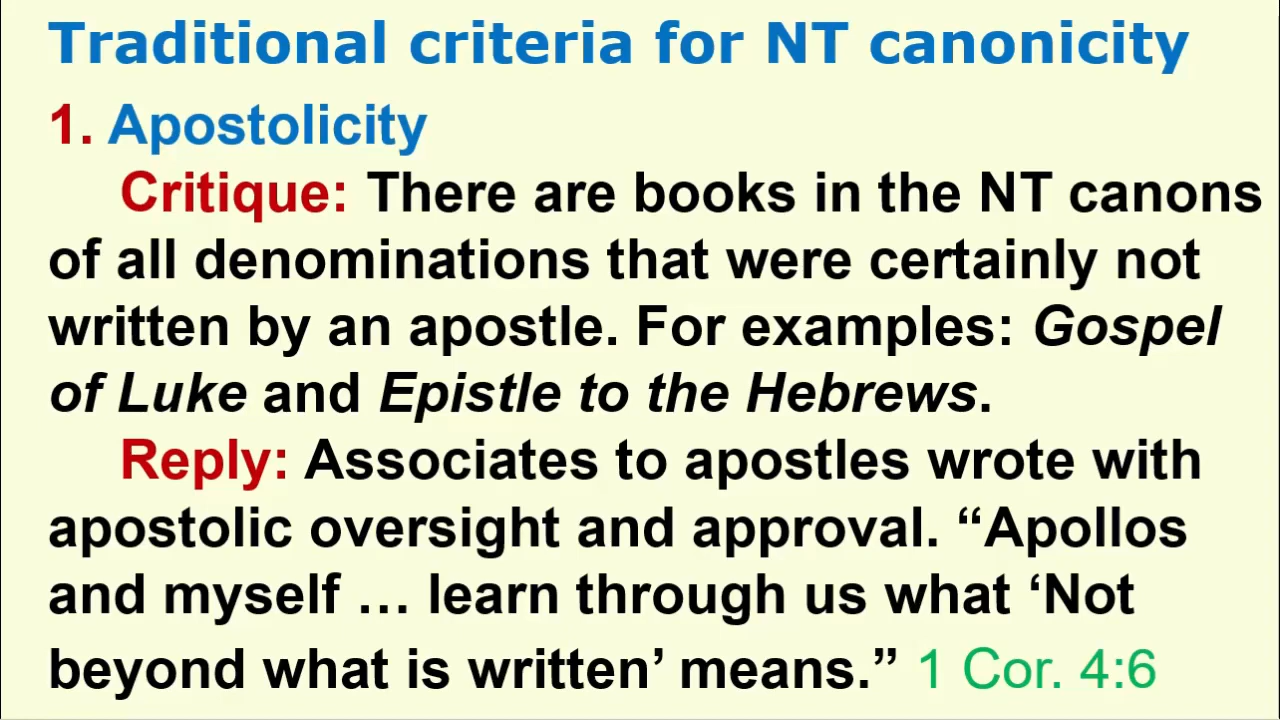 Traditional criteria for NT canonicity
1. Apostolicity
Critique: There are books in the NT canons
of all denominations that were certainly not
written by an apostle. For examples: Gospel
of Luke and Epistle to the Hebrews.
Reply: Associates to apostles wrote with
apostolic oversight and approval. “Apollos
and myself … learn through us what ‘Not
beyond what is written’ means.” 1 Cor. 4:6